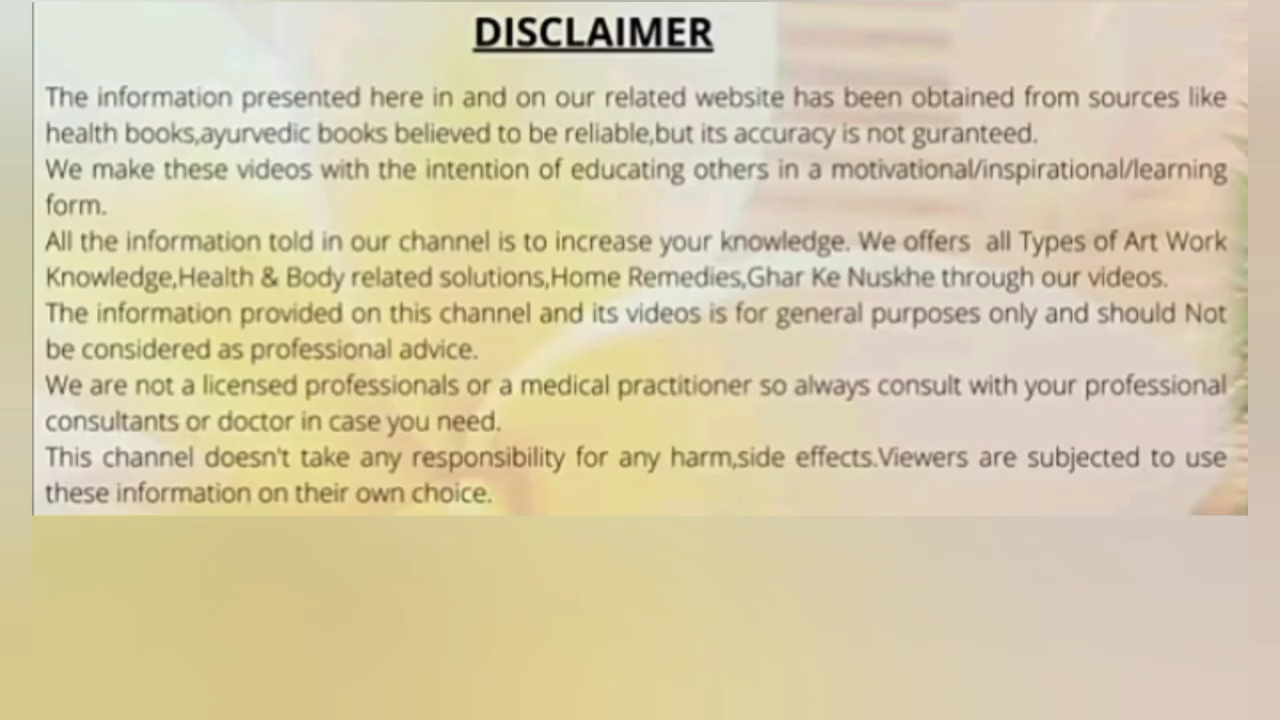 DISCLAIMER
The information presented here in and on our related website has been obtained from sources like
health books,ayurvedic books believed to be reliable,but its accuracy is not guranteed.
We make these videos with the intention of educating others in a motivational/inspirational/learning
form.
All the information told in our channel is to increase your knowledge. We offers  all Types of Art Work
Knowledge,Health & Body related solutions,Home Remedies,Ghar Ke Nuskhe through our videos.
The information provided on this channel and its videos is for general purposes only and should Not
be considered as professional advice.
We are not a licensed professionals or a medical practitioner so always consult with your professional
consultants or doctor in case you need.
This channel doesn't take any responsibility for any harm,side effects.Viewers are subjected to use
these information on their own choice.